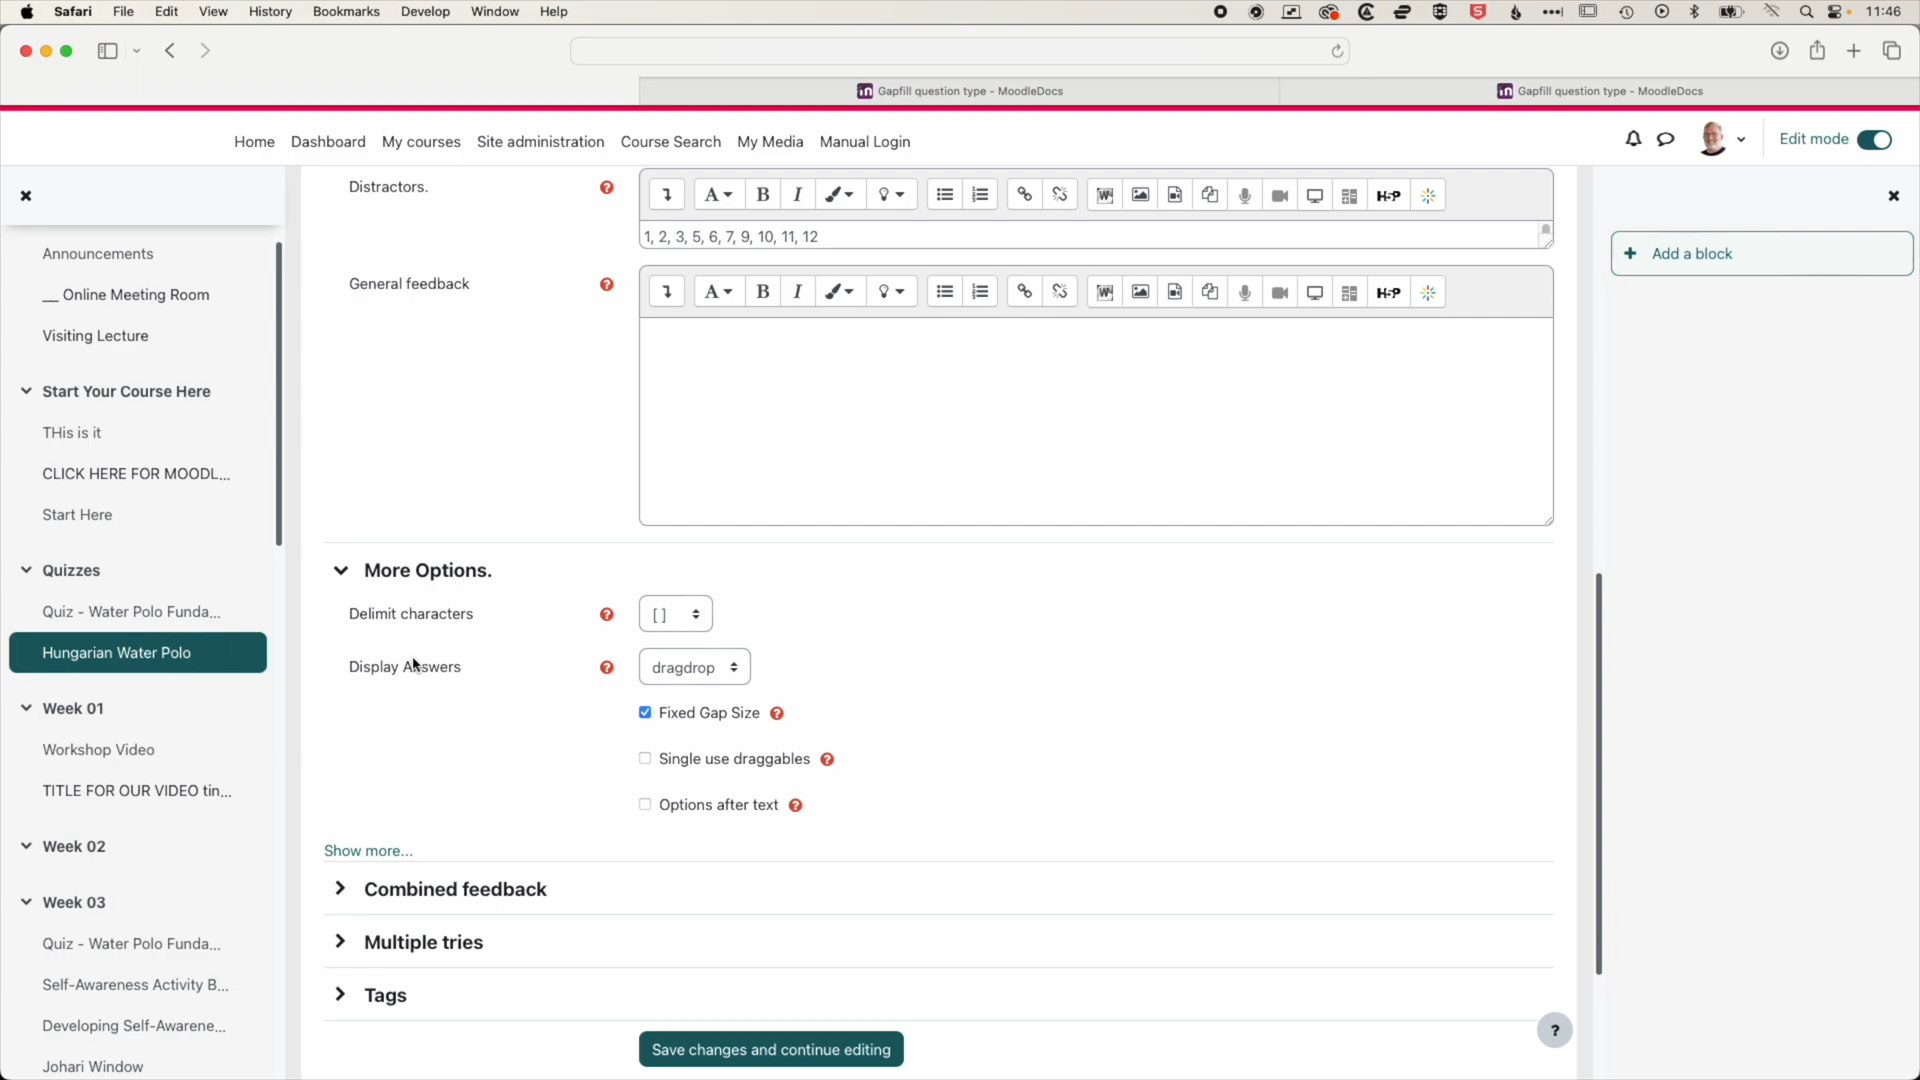 Safari File Edit View History Bookmarks Develop Window Help 11:46
Gapfill question type - MoodleDocs
Gapfill question type - MoodleDocs
Home Dashboard My courses Site administration Course Search My Media Manual Login
Edit mode
Announcements
__ Online Meeting Room
Visiting Lecture
Start Your Course Here
THis is it
CLICK HERE FOR MOODL...
Start Here
Quizzes
Quiz - Water Polo Funda...
Hungarian Water Polo
Week 01
Workshop Video
TITLE FOR OUR VIDEO tin...
Week 02
Week 03
Quiz - Water Polo Funda...
Self-Awareness Activity B...
Developing Self-Awarene...
Johari Window
Distractors.
A B I H-P
1, 2, 3, 5, 6, 7, 9, 10, 11, 12
General feedback
A B I H-P
More Options.
Delimit characters
[ ]
Display Answers
dragdrop
Fixed Gap Size
Single use draggables
Options after text
Show more...
Combined feedback
Multiple tries
Tags
Save changes and continue editing
?
+ Add a block